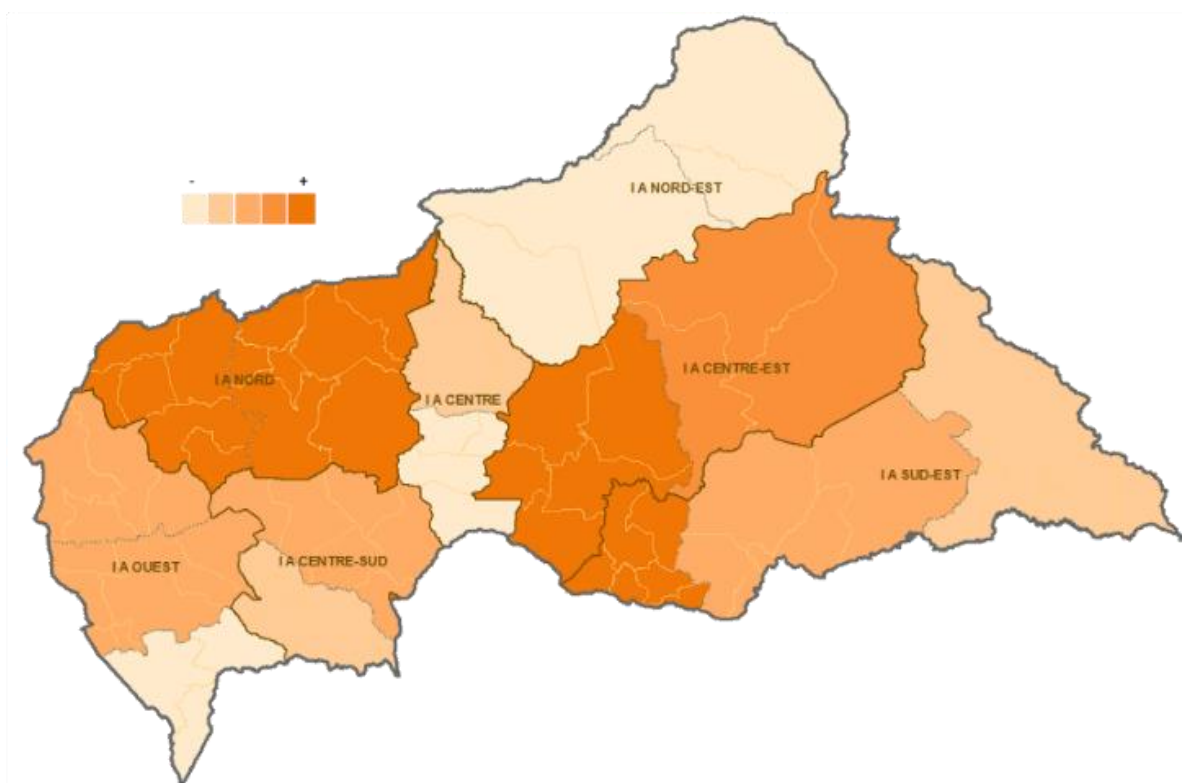 I A NORD-EST
- +
I A CENTRE-EST
I A NORD
I A CENTRE
I A SUD-EST
I A OUEST
I A CENTRE-SUD